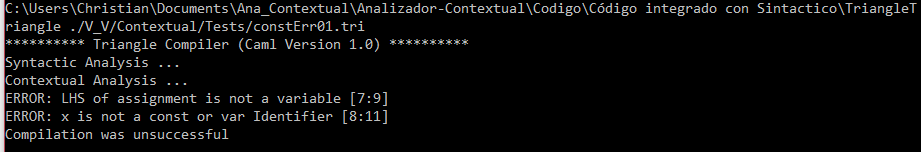 C:\Users\Christian\Documents\Ana_Contextual\Analizador-Contextual\Codigo\Código integrado con Sintactico\TriangleT
riangle ./V_V/Contextual/Tests/constErr01.tri
********** Triangle Compiler (Caml Version 1.0) **********
Syntactic Analysis ...
Contextual Analysis ...
ERROR: LHS of assignment is not a variable [7:9]
ERROR: x is not a const or var Identifier [8:11]
Compilation was unsuccessful